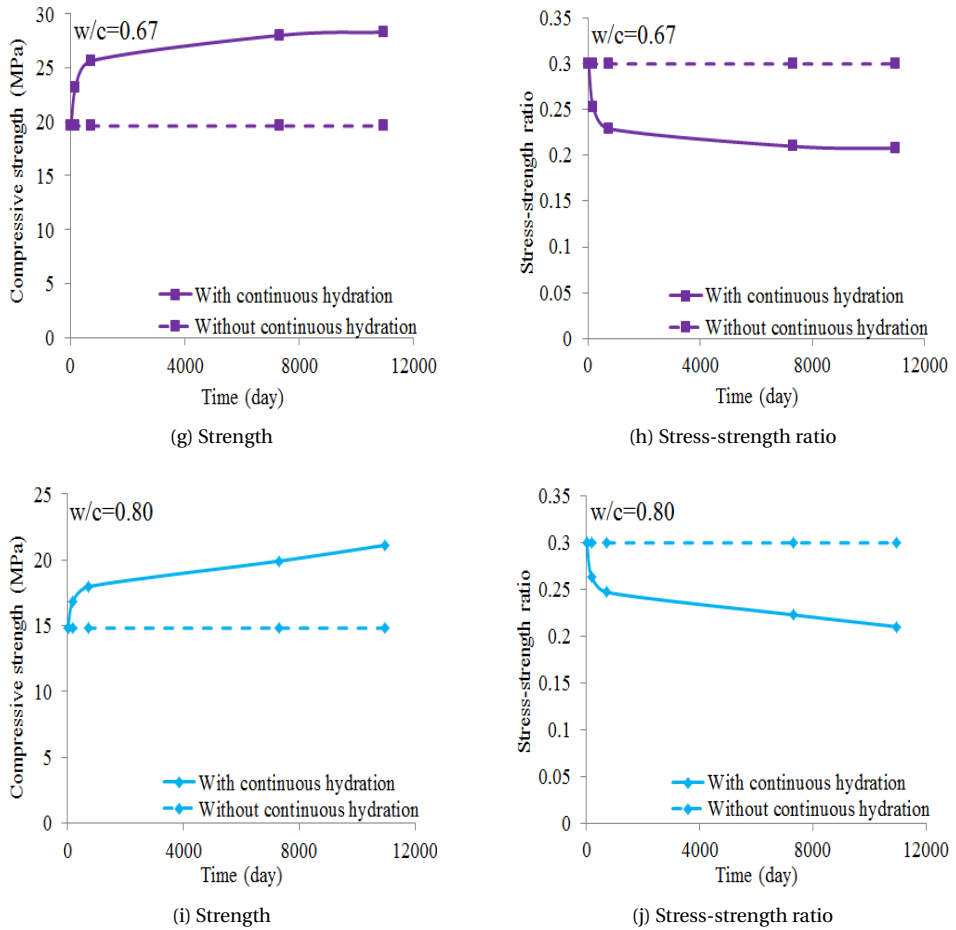 Compressive strength (MPa)
30
25
20
15
10
5
0
w/c=0.67
With continuous hydration
Without continuous hydration
0 4000 8000 12000
Time (day)
(g) Strength
Stress-strength ratio
0.35
0.3
0.25
0.2
0.15
0.1
0.05
0
w/c=0.67
With continuous hydration
Without continuous hydration
0 4000 8000 12000
Time (day)
(h) Stress-strength ratio
Compressive strength (MPa)
25
20
15
10
5
0
w/c=0.80
With continuous hydration
Without continuous hydration
0 4000 8000 12000
Time (day)
(i) Strength
Stress-strength ratio
0.35
0.3
0.25
0.2
0.15
0.1
0.05
0
w/c=0.80
With continuous hydration
Without continuous hydration
0 4000 8000 12000
Time (day)
(j) Stress-strength ratio